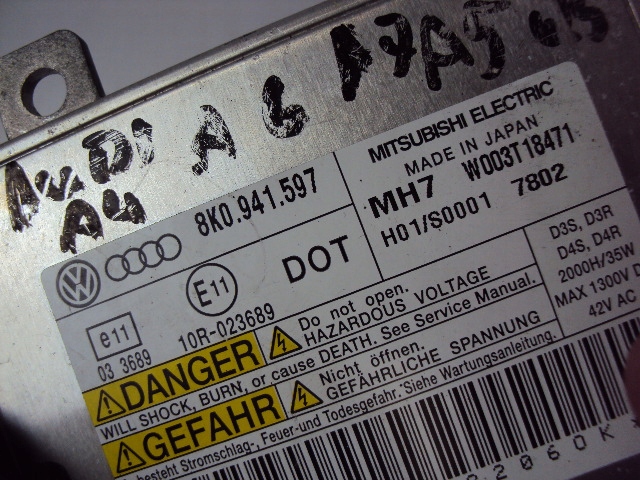 AUDI A6 A7 A5
A4
8K0.941.597
MITSUBISHI ELECTRIC
MADE IN JAPAN
MH7 W003T18471
H01/S0001 7802
VW
E11
DOT
D3S, D3R
D4S, D4R
2000H/35W
MAX 1300V
42V AC
e11
03 3689
10R-023689
DANGER
Do not open.
HAZARDOUS VOLTAGE
WILL SHOCK, BURN, or cause DEATH. See Service Manual.
GEFAHR
Nicht öffnen.
GEFÄHRLICHE SPANNUNG
besteht Stromschlag-, Feuer-und Todesgefahr. Siehe Wartungsanleitung.
2060K